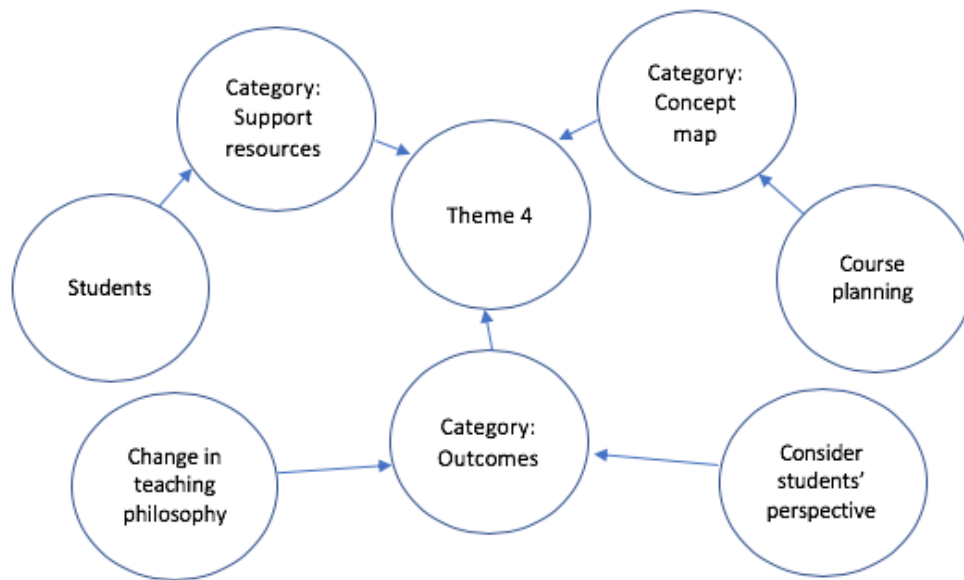 Category:
Support
resources
Category:
Concept
map
Theme 4
Students
Course
planning
Category:
Outcomes
Change in
teaching
philosophy
Consider
students’
perspective